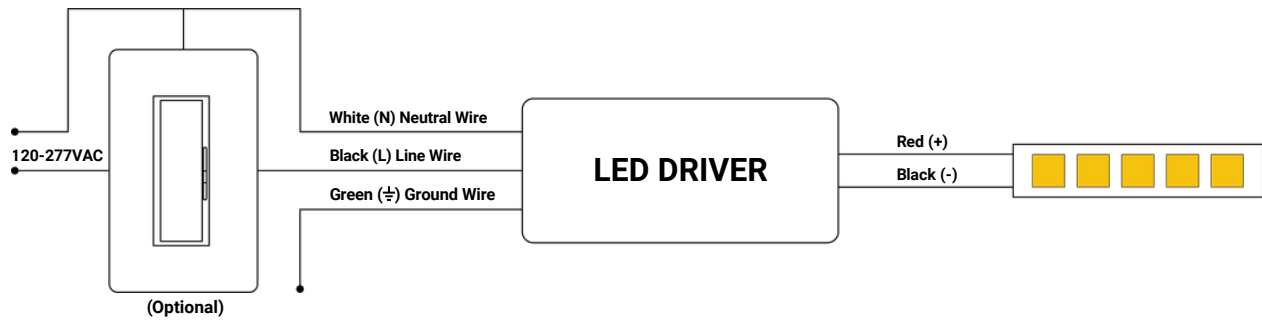 White (N) Neutral Wire
120-277VAC
Black (L) Line Wire
Green (⏚) Ground Wire
LED DRIVER
Red (+)
Black (-)
(Optional)